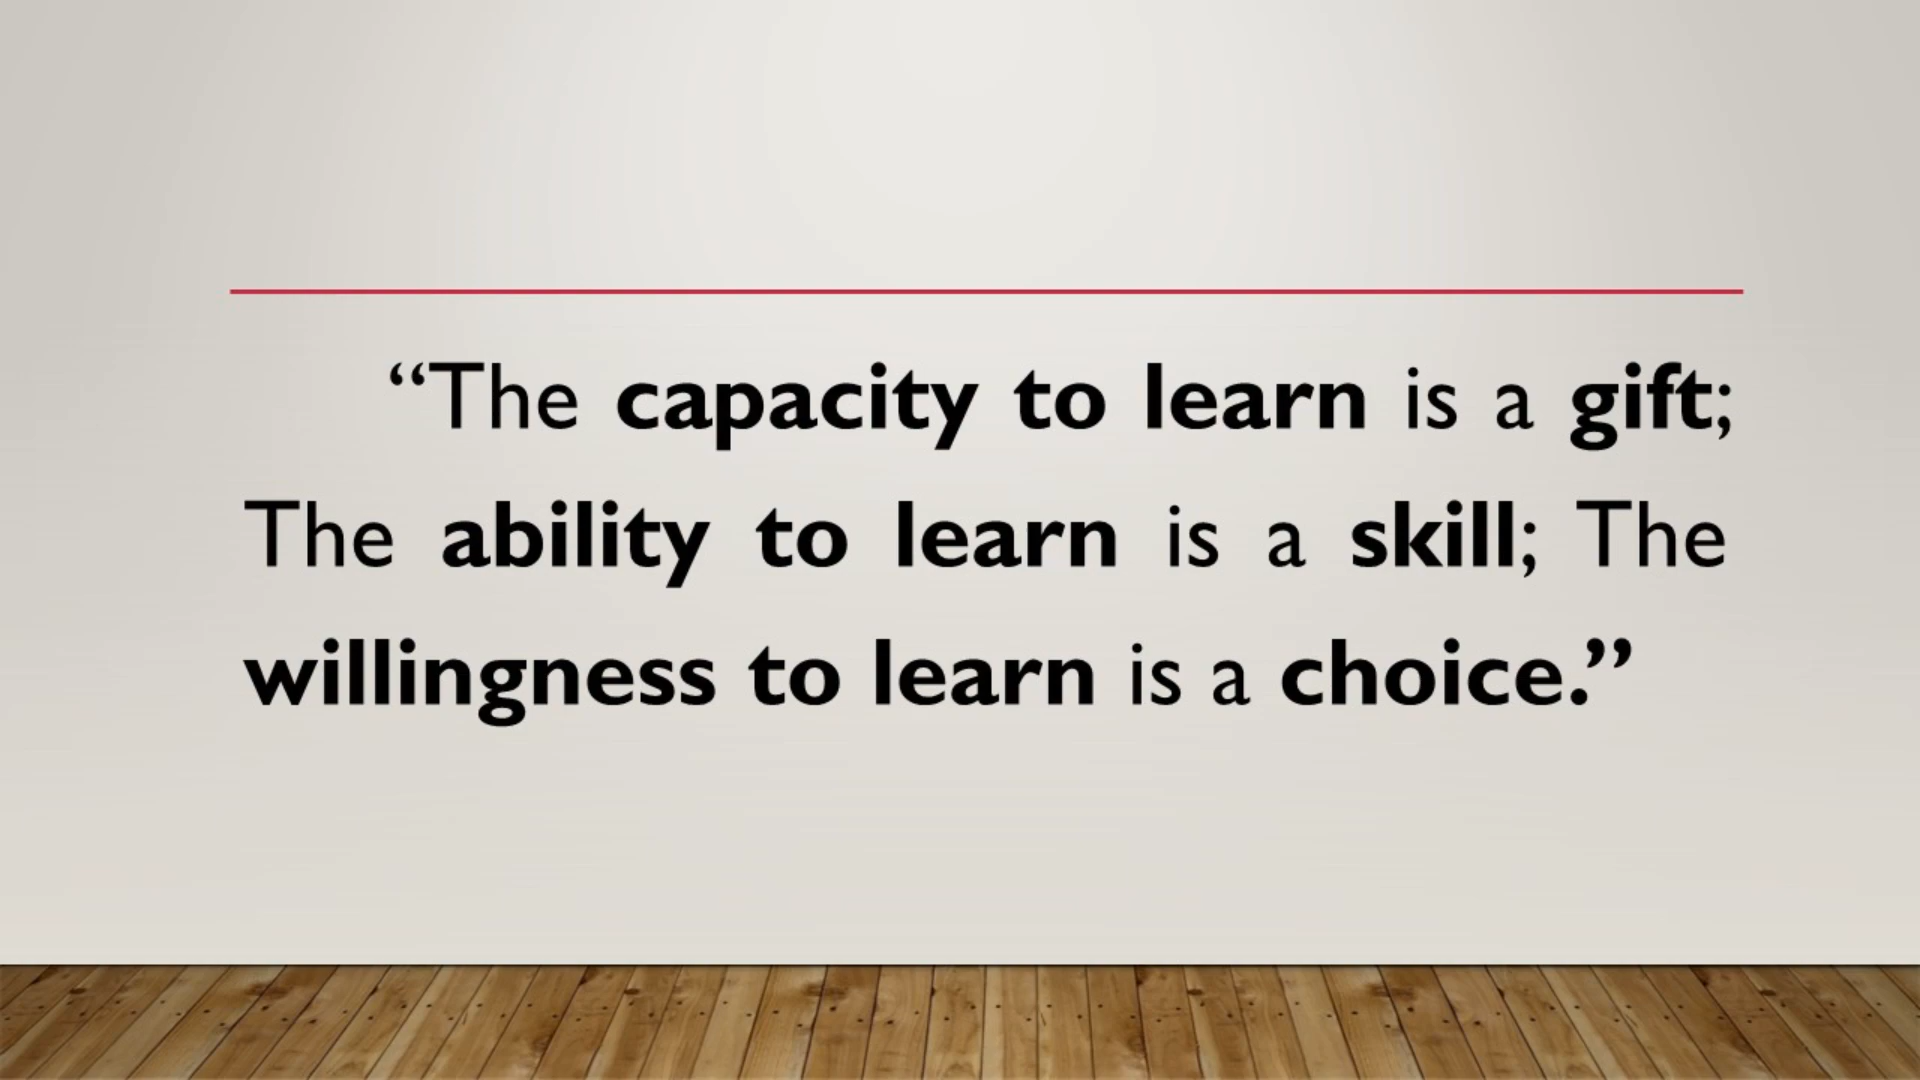 “The capacity to learn is a gift;
The ability to learn is a skill; The
willingness to learn is a choice.”